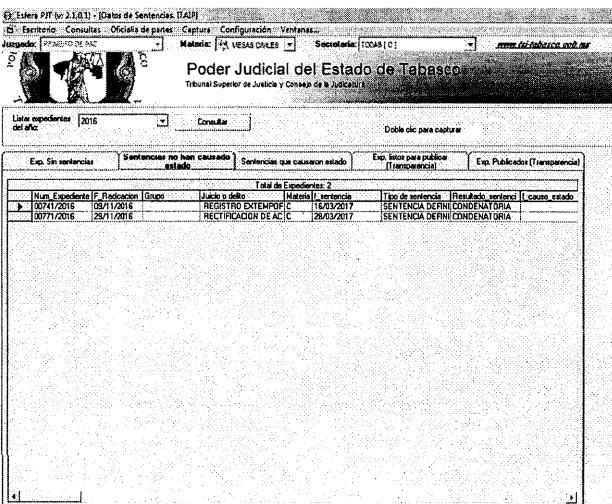 Esfera PJT (v: 2.1.0.1) - [Datos de Sentencias. [TAIP]
Escritorio Consultas Oficialia de partes Captura Configuración Ventanas...
Juzgado: PRIMERO DE PAZ Materia: MESAS CIVILES Secretaria: TODAS [ C ] www.tsj-tabasco.gob.mx
Poder Judicial del Estado de Tabasco
Tribunal Superior de Justicia y Consejo de la Judicatura
Listar expedientes del año: 2016 Consultar
Doble clic para capturar
Exp. Sin sentencias Sentencias no han causado estado Sentencias que causaron estado Exp. listos para publicar (Transparencia) Exp. Publicados (Transparencia)
Total de Expedientes: 2
Num_Expediente F_Radicacion Grupo Juicio o delito Materia f_sentencia Tipo de sentencia Resultado_sentenci f_causo_estado
00741/2016 09/11/2016 REGISTRO EXTEMPOF C 16/03/2017 SENTENCIA DEFINI CONDENATORIA
00771/2016 29/11/2016 RECTIFICACION DE AC C 28/03/2017 SENTENCIA DEFINI CONDENATORIA